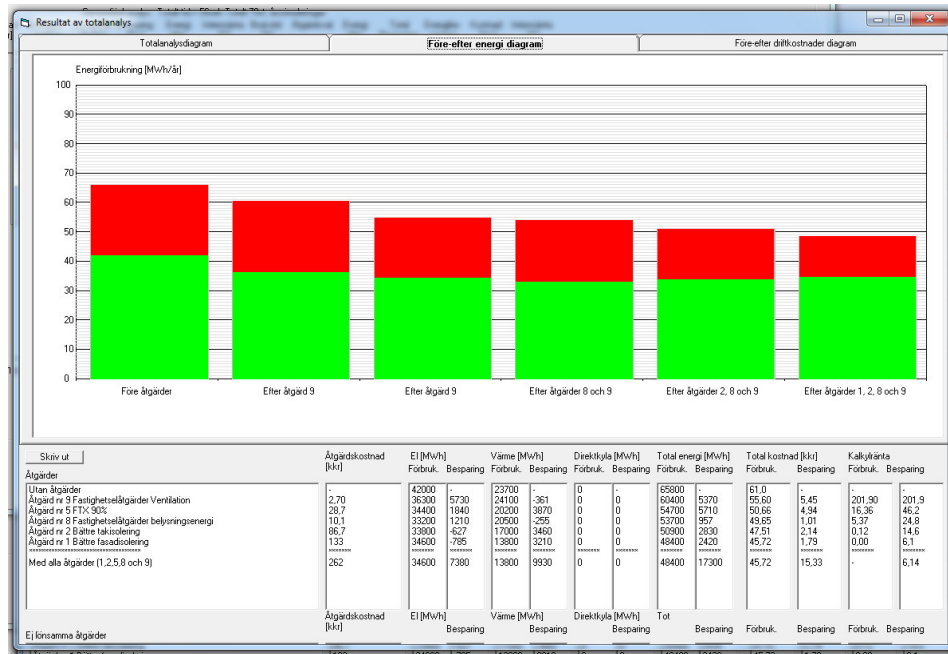 Resultat av totalanalys
Totalanalysdiagram Före-efter energi diagram Före-efter driftkostnader diagram
Energiförbrukning [MWh/år]
100
90
80
70
60
50
40
30
20
10
0
Före åtgärder Efter åtgärd 9 Efter åtgärd 9 Efter åtgärder 8 och 9 Efter åtgärder 2, 8 och 9 Efter åtgärder 1, 2, 8 och 9
Skriv ut Åtgärdskostnad El [MWh] Värme [MWh] Direktkyla [MWh] Total energi [MWh] Total kostnad [kkr] Kalkylränta
Åtgärder [kkr] Förbruk. Besparing Förbruk. Besparing Förbruk. Besparing Förbruk. Besparing Förbruk. Besparing Förbruk. Besparing
Utan åtgärder - 42000 - 23700 - 0 - 65800 - 61,0 - - -
Åtgärd nr 9 Fastighetselåtgärder Ventilation 2,70 36300 5730 24100 -361 0 0 60400 5370 55,60 5,45 201,90 201,9
Åtgärd nr 5 FTX 90% 28,7 34400 1840 20200 3870 0 0 54700 5710 50,66 4,94 16,36 46,2
Åtgärd nr 8 Fastighetselåtgärder belysningsenergi 10,1 33200 1210 20500 -255 0 0 53700 957 49,65 1,01 5,37 24,8
Åtgärd nr 2 Bättre takisolering 86,7 33800 -627 17000 3460 0 0 50900 2830 47,51 2,14 0,12 14,6
Åtgärd nr 1 Bättre fasadisolering 133 34600 -785 13800 3210 0 0 48400 2420 45,72 1,79 0,00 6,1
Med alla åtgärder (1,2,5,8 och 9) 262 34600 7380 13800 9930 0 0 48400 17300 45,72 15,33 - 6,14
Åtgärdskostnad El [MWh] Värme [MWh] Direktkyla [MWh] Tot
Ej lönsamma åtgärder [kkr] Besparing Besparing Besparing Besparing Förbruk. Besparing Förbruk. Besparing